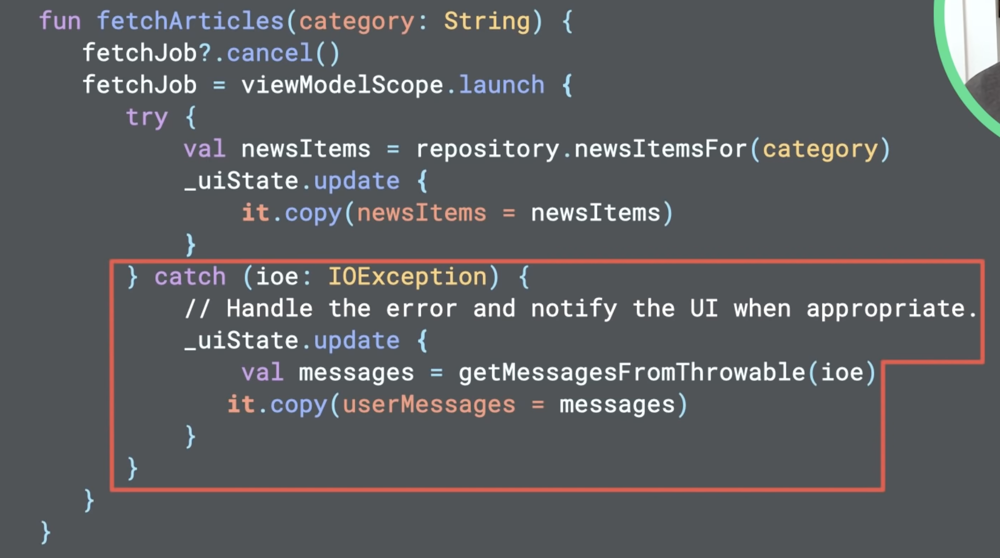 fun fetchArticles(category: String) {
fetchJob?.cancel()
fetchJob = viewModelScope.launch {
try {
val newsItems = repository.newsItemsFor(category)
_uiState.update {
it.copy(newsItems = newsItems)
}
} catch (ioe: IOException) {
// Handle the error and notify the UI when appropriate.
_uiState.update {
val messages = getMessagesFromThrowable(ioe)
it.copy(userMessages = messages)
}
}
}
}